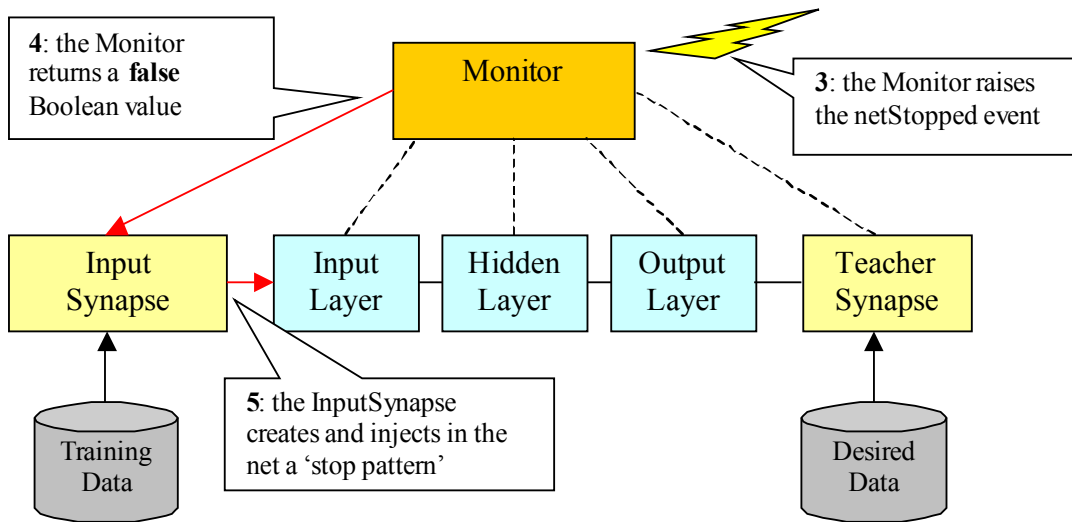 4: the Monitor
returns a false
Boolean value
Monitor
3: the Monitor raises
the netStopped event
Input
Synapse
Input
Layer
Hidden
Layer
Output
Layer
Teacher
Synapse
5: the InputSynapse
creates and injects in the
net a ‘stop pattern’
Training
Data
Desired
Data